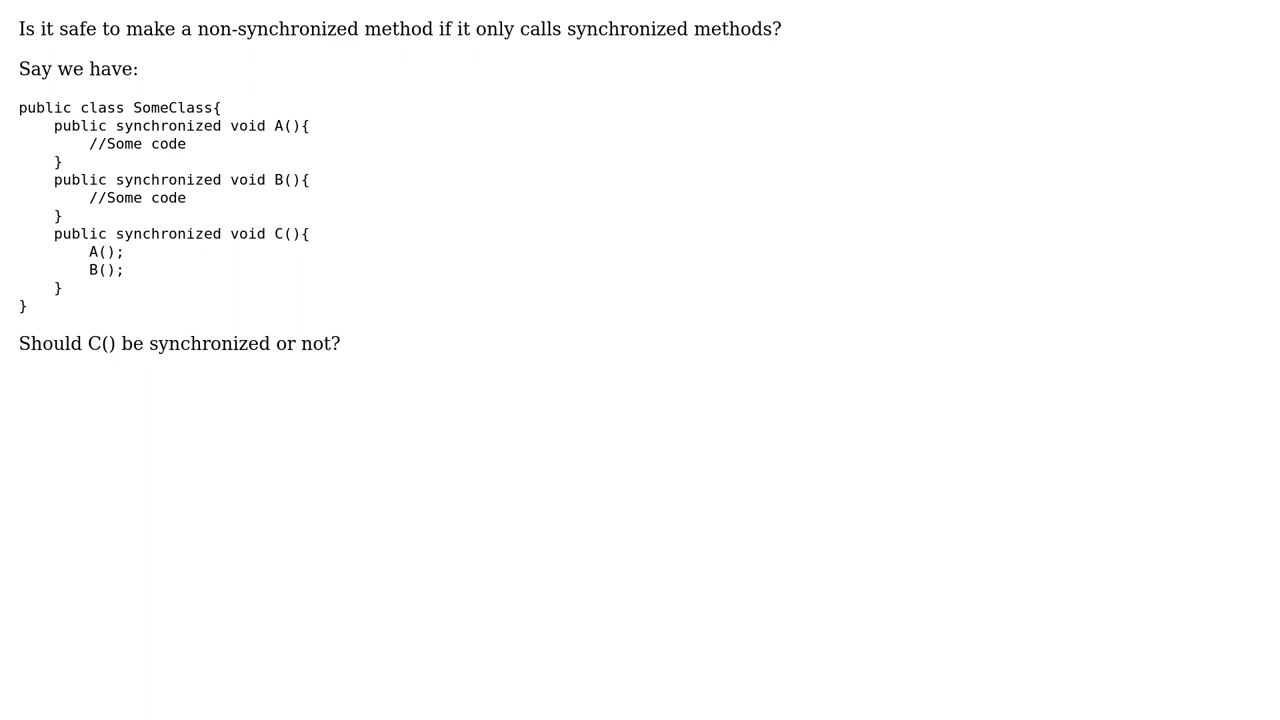 Is it safe to make a non-synchronized method if it only calls synchronized methods?
Say we have:
public class SomeClass{
    public synchronized void A(){
        //Some code
    }
    public synchronized void B(){
        //Some code
    }
    public synchronized void C(){
        A();
        B();
    }
}
Should C() be synchronized or not?